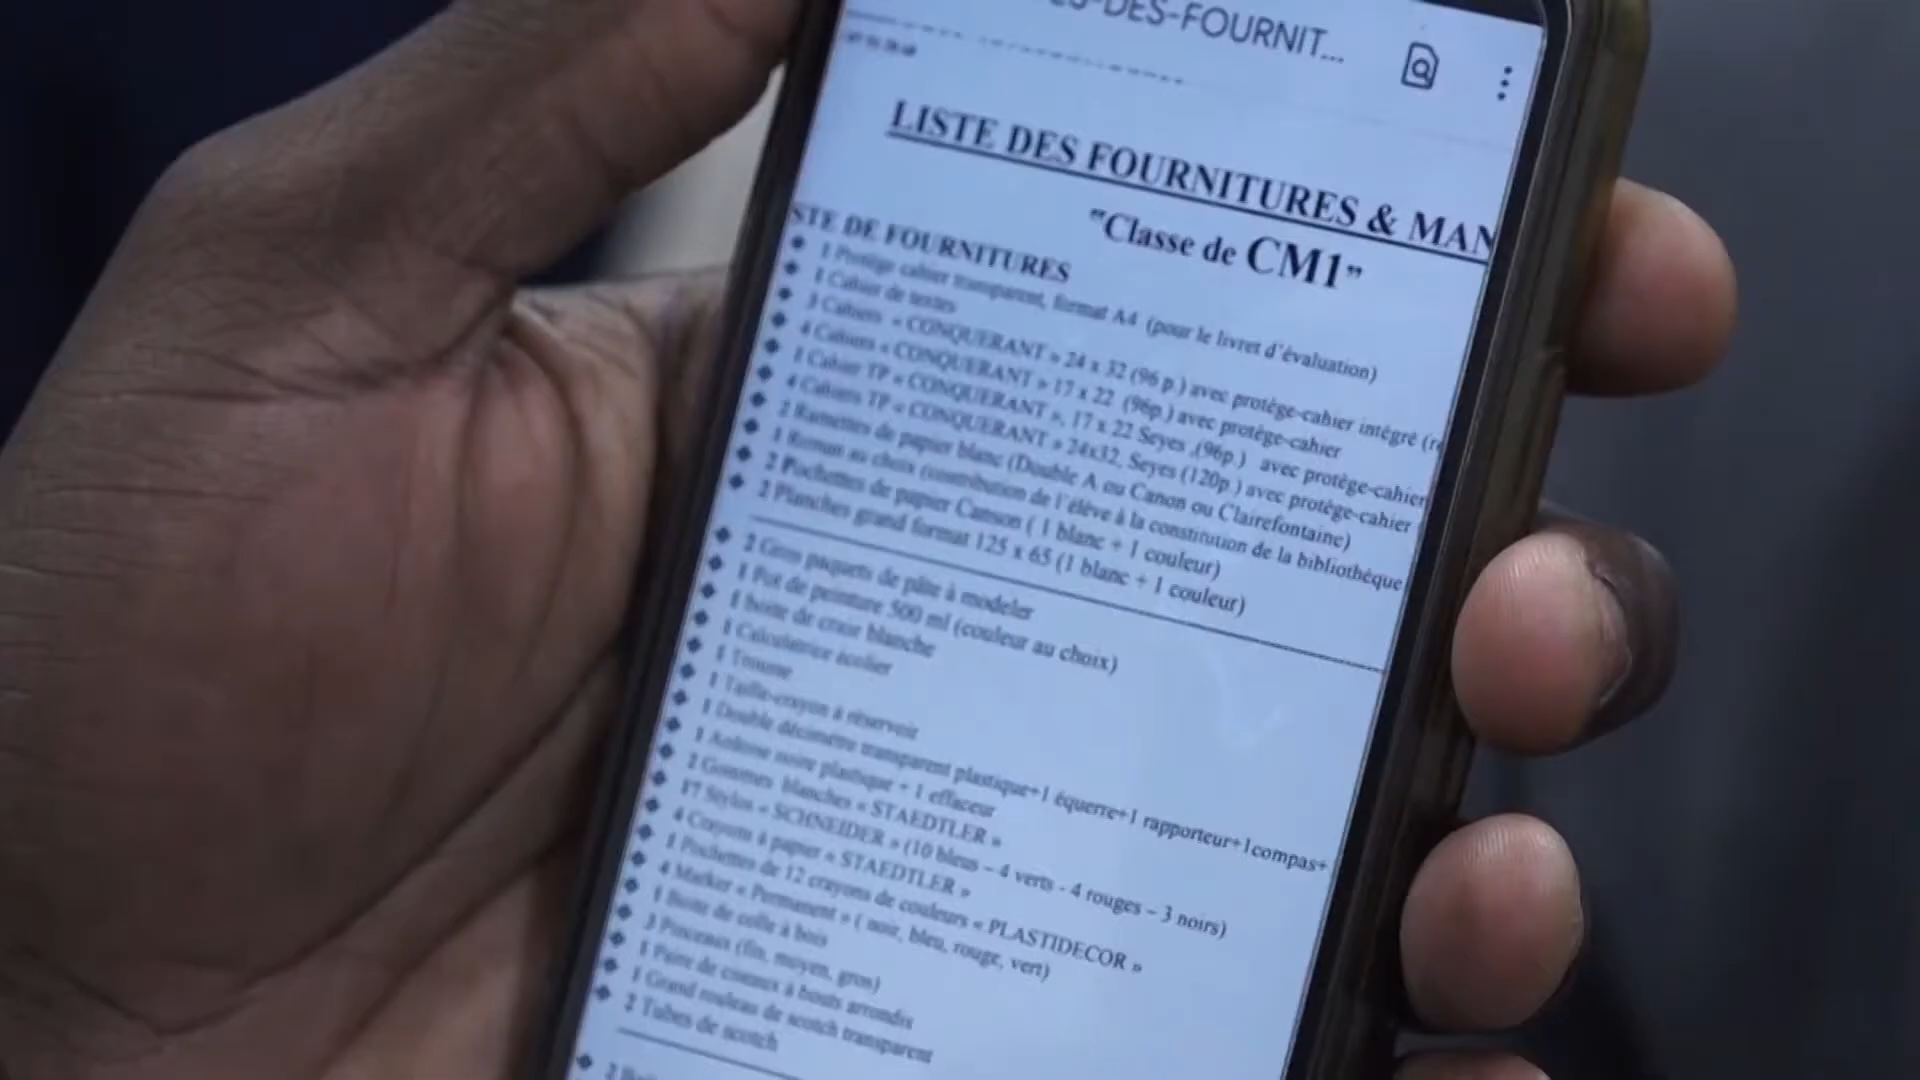 ES-DES-FOURNIT...
LISTE DES FOURNITURES & MAN
"Classe de CM1"
STE DE FOURNITURES
1 Protège cahier transparent, format A4 (pour le livret d'évaluation)
1 Cahier de textes
3 Cahiers « CONQUERANT » 24 x 32 (96 p.) avec protége-cahier intégré (re
4 Cahiers « CONQUERANT » 17 x 22 (96p.) avec protège-cahier
1 Cahier TP « CONQUERANT », 17 x 22 Seyes ,(96p.) avec protège-cahier
4 Cahiers TP « CONQUERANT » 24x32, Seyes (120p.) avec protège-cahier
2 Ramettes de papier blanc (Double A ou Canon ou Clairefontaine)
1 Roman au choix (contribution de l'élève à la constitution de la bibliothèque
2 Pochettes de papier Canson ( 1 blanc + 1 couleur)
2 Planches grand format 125 x 65 (1 blanc + 1 couleur)
2 Gros paquets de pâte à modeler
1 Pot de peinture 500 ml (couleur au choix)
1 boite de craie blanche
1 Calculatrice écolier
1 Trousse
1 Taille-crayon à réservoir
1 Double décimètre transparent plastique+1 équerre+1 rapporteur+1compas+
1 Ardoise noire plastique + 1 effaceur
2 Gommes blanches « STAEDTLER »
17 Stylos « SCHNEIDER » (10 bleus – 4 verts - 4 rouges – 3 noirs)
4 Crayons à papier « STAEDTLER »
1 Pochettes de 12 crayons de couleurs « PLASTIDECOR »
4 Marker « Permanent » ( noir, bleu, rouge, vert)
1 Boite de colle à bois
3 Pinceaux (fin, moyen, gros)
1 Paire de ciseaux à bouts arrondis
1 Grand rouleau de scotch transparent
2 Tubes de scotch